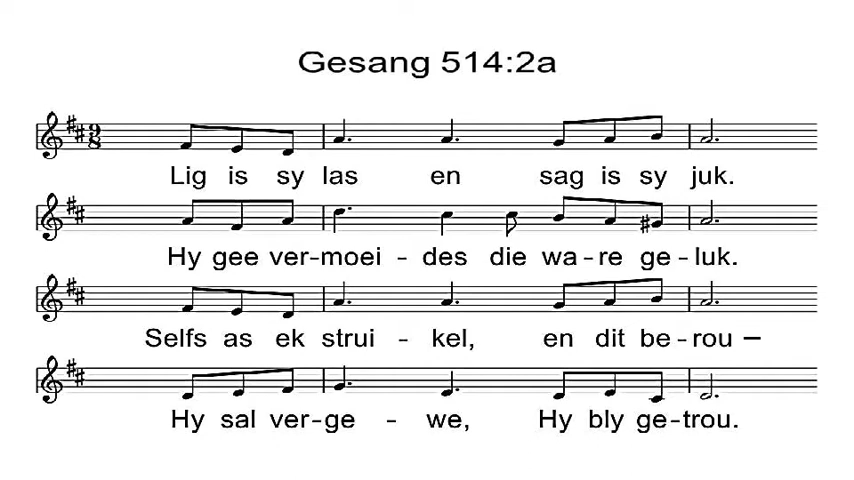 Gesang 514:2a
9
8
Lig is sy las en sag is sy juk.
Hy gee ver-moei-des die wa-re ge-luk.
Selfs as ek strui-kel, en dit be-rou –
Hy sal ver-ge-we, Hy bly ge-trou.